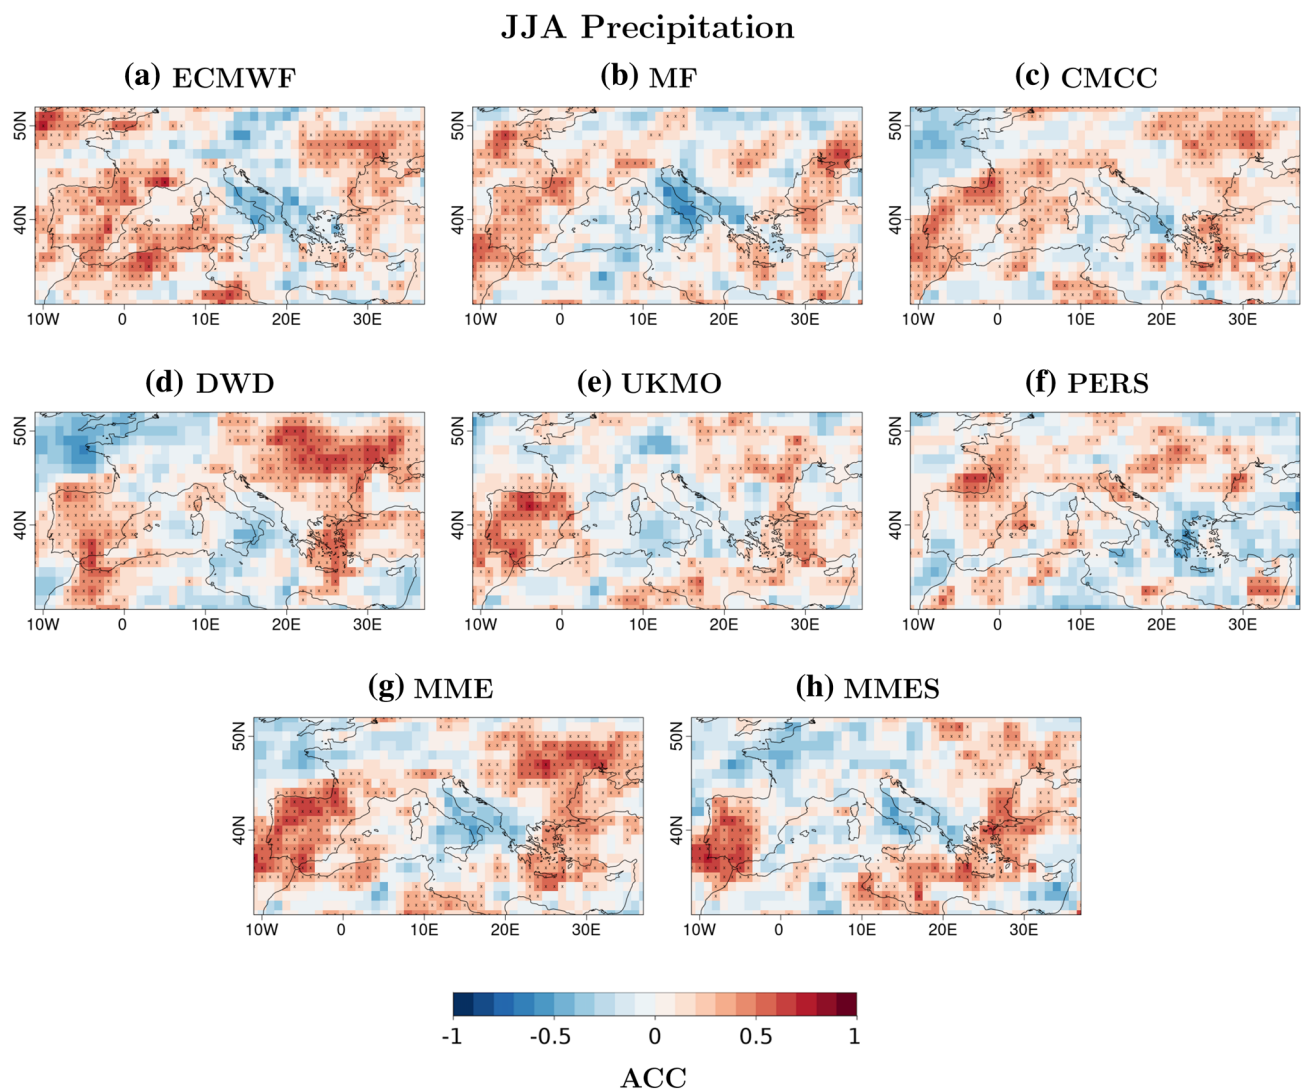 JJA Precipitation
(a) ECMWF
(b) MF
(c) CMCC
50N
40N
10W 0 10E 20E 30E
50N
40N
10W 0 10E 20E 30E
50N
40N
10W 0 10E 20E 30E
(d) DWD
(e) UKMO
(f) PERS
50N
40N
10W 0 10E 20E 30E
50N
40N
10W 0 10E 20E 30E
50N
40N
10W 0 10E 20E 30E
(g) MME
(h) MMES
50N
40N
10W 0 10E 20E 30E
50N
40N
10W 0 10E 20E 30E
-1 -0.5 0 0.5 1
ACC